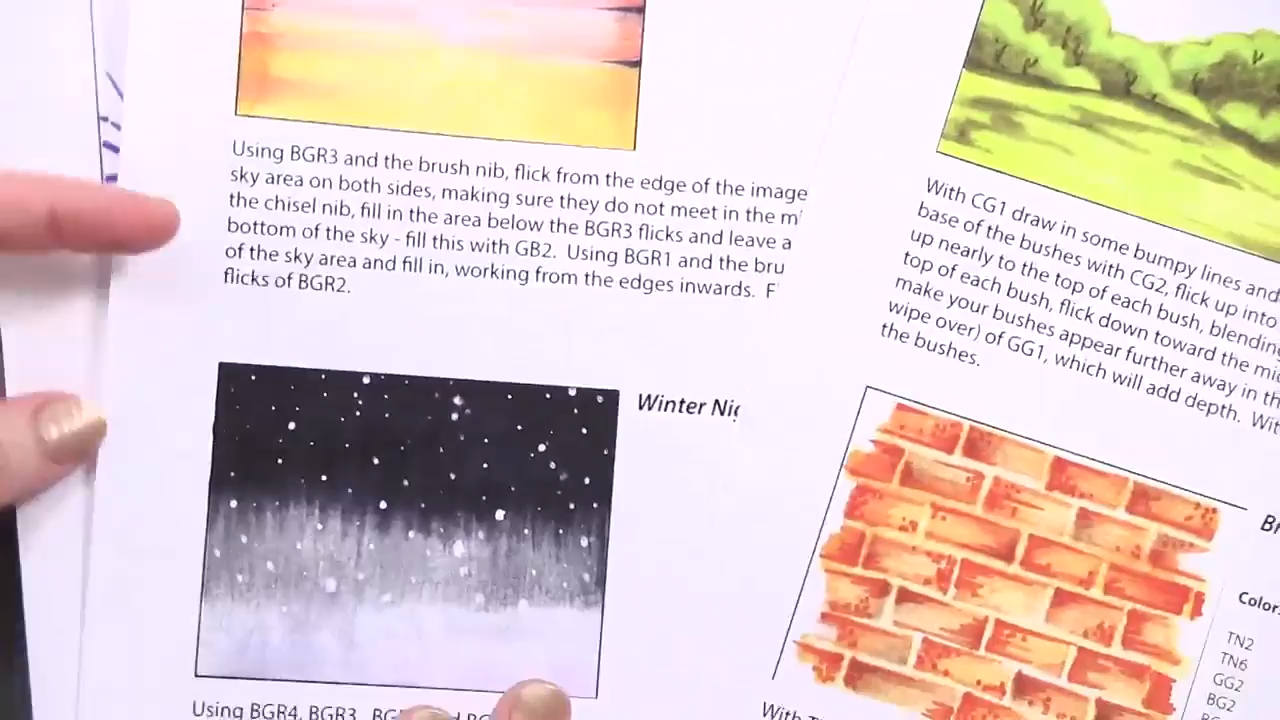 Using BGR3 and the brush nib, flick from the edge of the image
sky area on both sides, making sure they do not meet in the
the chisel nib, fill in the area below the BGR3 flicks and leave a
bottom of the sky - fill this with GB2. Using BGR1 and the
of the sky area and fill in, working from the edges inwards.
flicks of BGR2.
Winter
Using BGR4, BGR3
With CG1 draw in some bumpy lines and
base of the bushes with CG2, flick up into
up nearly to the top of each bush, blending
top of each bush, flick down toward the
make your bushes appear further away in
wipe over) of GG1, which will add depth.
the bushes.
TN2
TN6
GG2
BG2
With